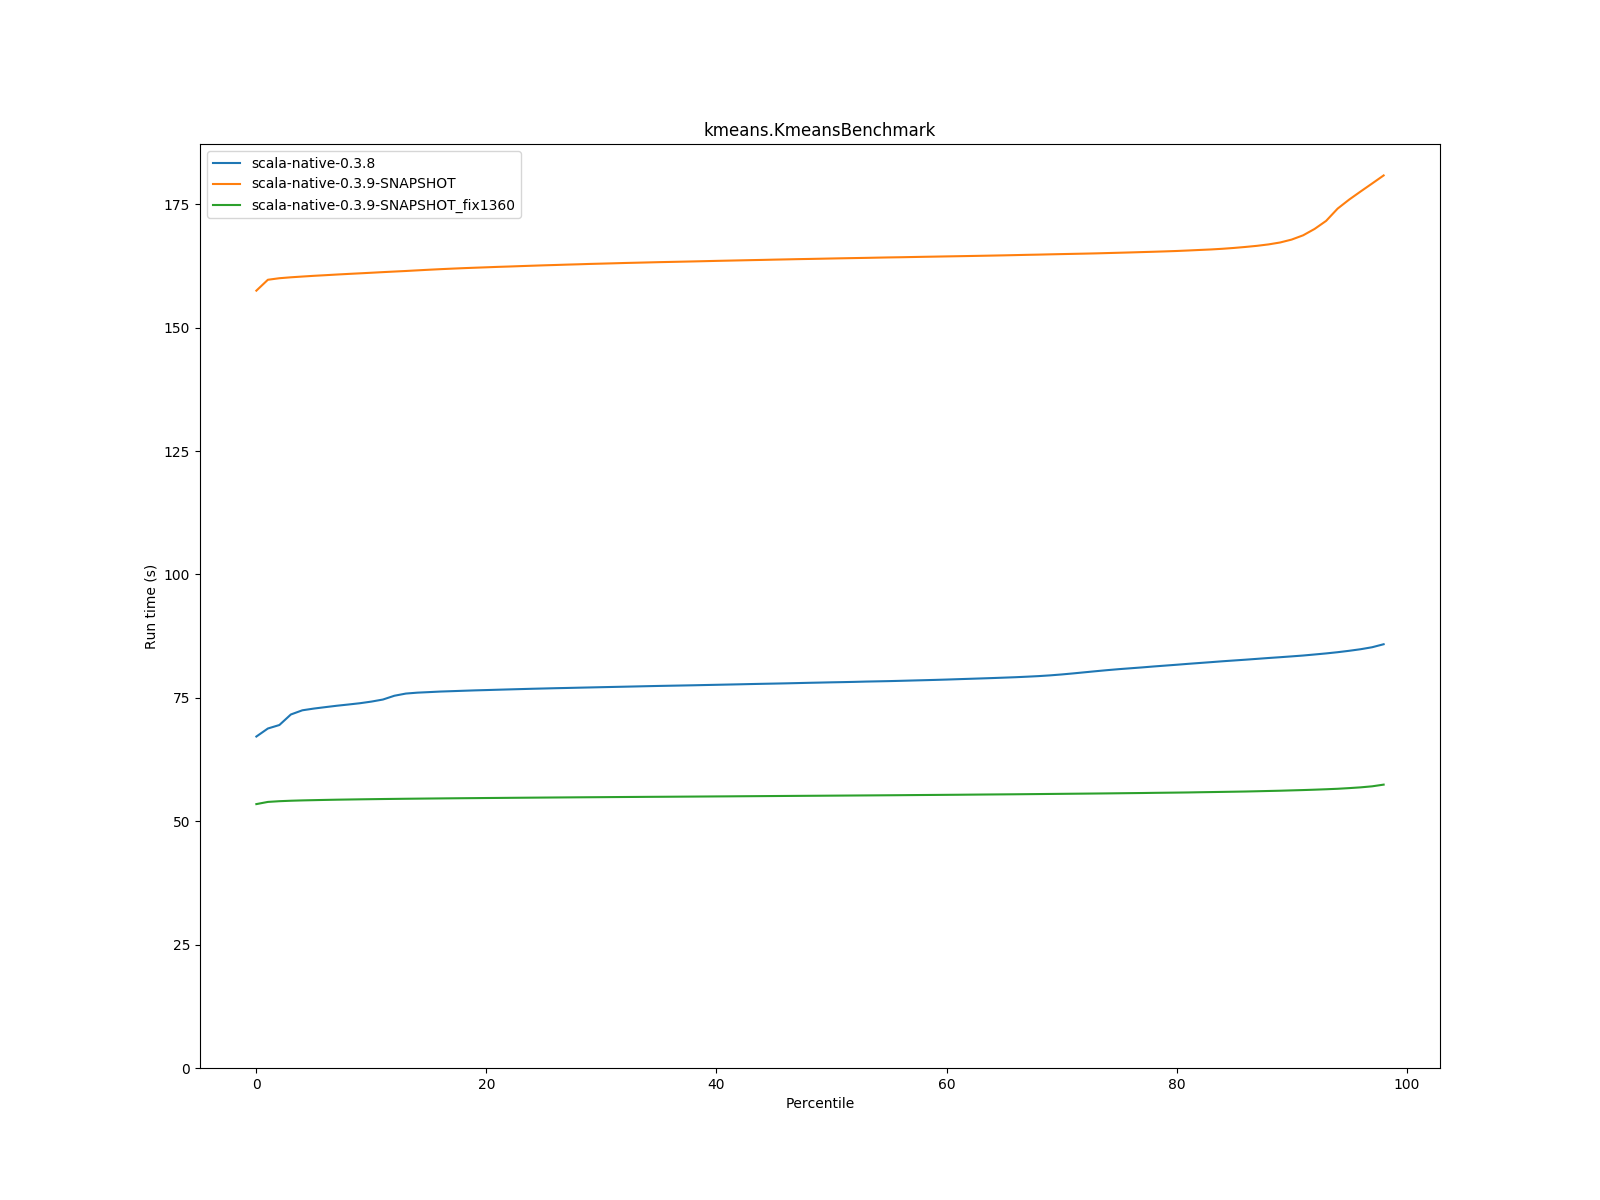 kmeans.KmeansBenchmark
scala-native-0.3.8
scala-native-0.3.9-SNAPSHOT
scala-native-0.3.9-SNAPSHOT_fix1360
175
150
125
100
75
50
25
0
Run time (s)
0 20 40 60 80 100
Percentile